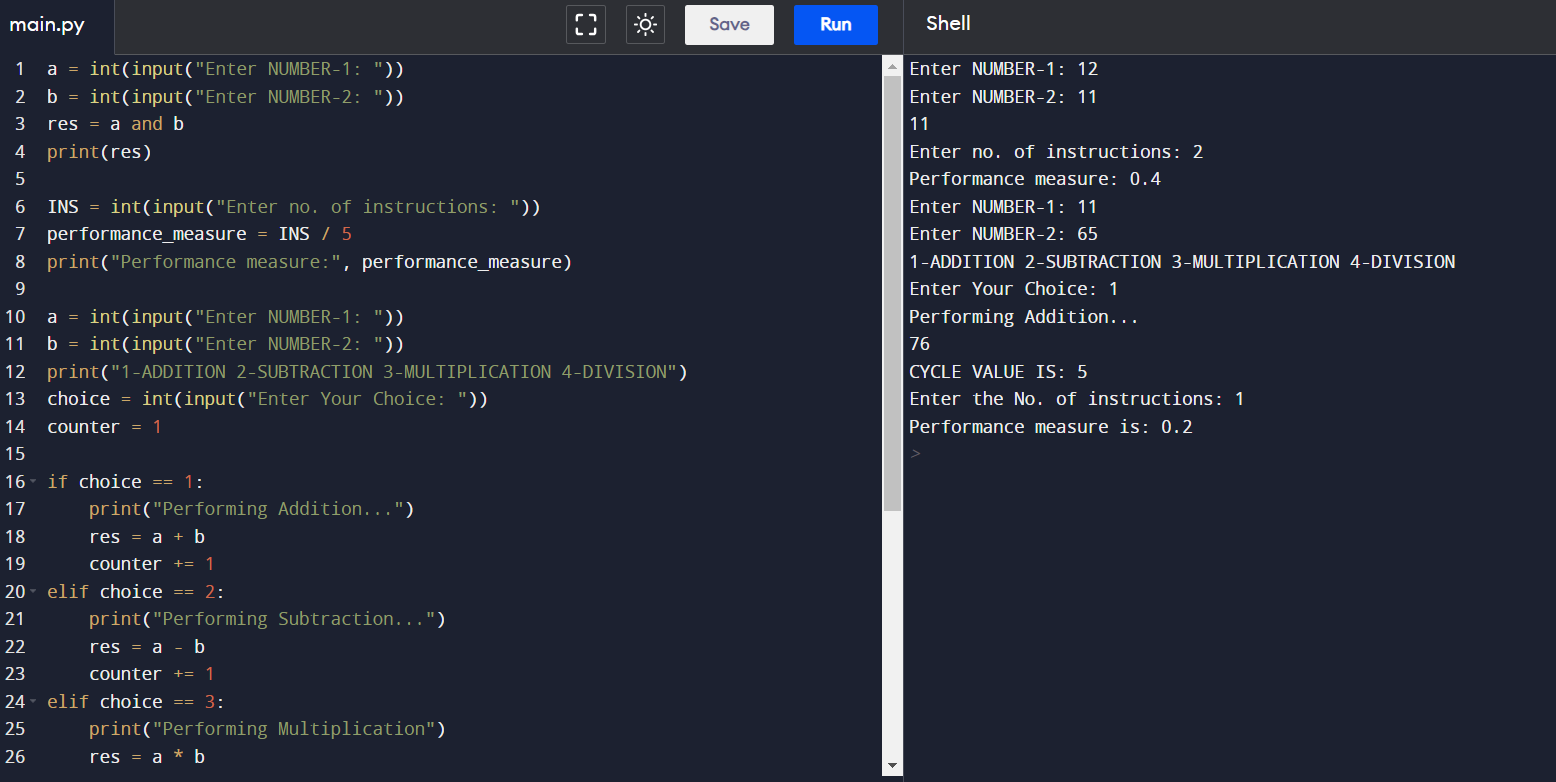 main.py
Save
Run
Shell
1 a = int(input("Enter NUMBER-1: "))
2 b = int(input("Enter NUMBER-2: "))
3 res = a and b
4 print(res)
5
6 INS = int(input("Enter no. of instructions: "))
7 performance_measure = INS / 5
8 print("Performance measure:", performance_measure)
9
10 a = int(input("Enter NUMBER-1: "))
11 b = int(input("Enter NUMBER-2: "))
12 print("1-ADDITION 2-SUBTRACTION 3-MULTIPLICATION 4-DIVISION")
13 choice = int(input("Enter Your Choice: "))
14 counter = 1
15
16 if choice == 1:
17     print("Performing Addition...")
18     res = a + b
19     counter += 1
20 elif choice == 2:
21     print("Performing Subtraction...")
22     res = a - b
23     counter += 1
24 elif choice == 3:
25     print("Performing Multiplication")
26     res = a * b
Enter NUMBER-1: 12
Enter NUMBER-2: 11
11
Enter no. of instructions: 2
Performance measure: 0.4
Enter NUMBER-1: 11
Enter NUMBER-2: 65
1-ADDITION 2-SUBTRACTION 3-MULTIPLICATION 4-DIVISION
Enter Your Choice: 1
Performing Addition...
76
CYCLE VALUE IS: 5
Enter the No. of instructions: 1
Performance measure is: 0.2
>